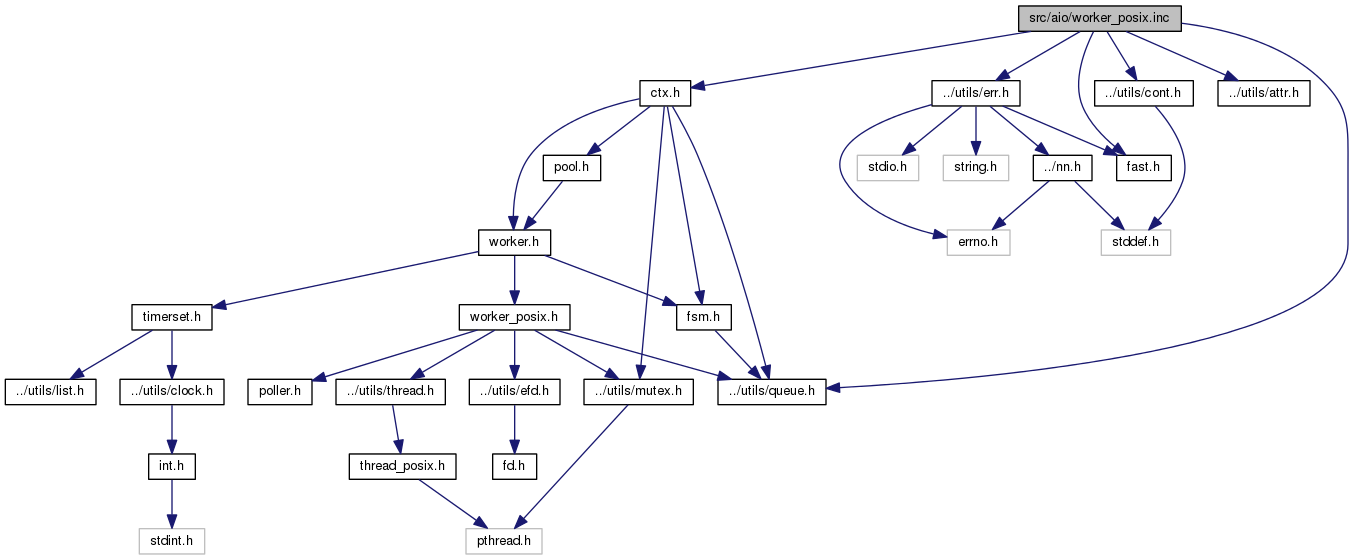 src/aio/worker_posix.inc
ctx.h
../utils/err.h
../utils/cont.h
../utils/attr.h
pool.h
stdio.h
string.h
../nn.h
fast.h
worker.h
errno.h
stddef.h
timerset.h
worker_posix.h
fsm.h
../utils/list.h
../utils/clock.h
poller.h
../utils/thread.h
../utils/efd.h
../utils/mutex.h
../utils/queue.h
int.h
thread_posix.h
fd.h
stdint.h
pthread.h